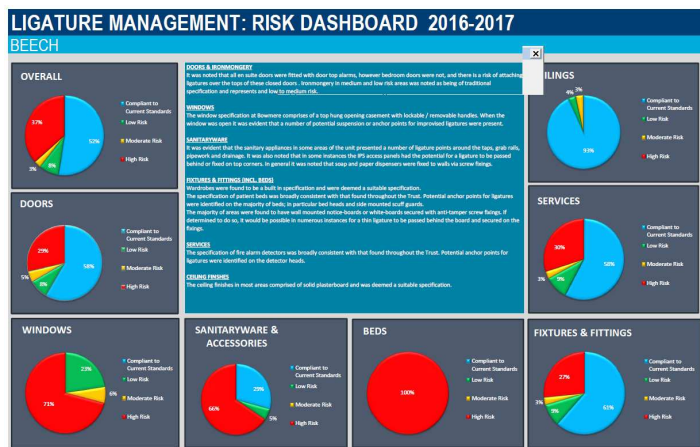 LIGATURE MANAGEMENT: RISK DASHBOARD 2016-2017
BEECH
OVERALL
37%
52%
3%
8%
Compliant to
Current Standards
Low Risk
Moderate Risk
High Risk
DOORS & IRONMONGERY
It was noted that all en suite doors were fitted with door top alarms, however bedroom doors were not, and there is a risk of attaching
ligatures over the tops of these closed doors . Ironmongery in medium and low risk areas was noted as being of traditional
specification and represents and low to medium risk.
WINDOWS
The window specification at Bowmere comprises of a top hung opening casement with lockable / removable handles. When the
window was open it was evident that a number of potential suspension or anchor points for improvised ligatures were present.
SANITARYWARE
It was evident that the sanitary appliances in some areas of the unit presented a number of ligature points around the taps, grab rails,
pipework and drainage. It was also noted that in some instances the IPS access panels had the potential for a ligature to be passed
behind or fixed on top corners. In general it was noted that soap and paper dispensers were fixed to walls via screw fixings.
FIXTURES & FITTINGS (INCL. BEDS)
Wardrobes were found to be a built in specification and were deemed a suitable specification.
The specification of patient beds was broadly consistent with that found throughout the Trust. Potential anchor points for ligatures
were identified on the majority of beds; in particular bed heads and side mounted scuff guards.
The majority of areas were found to have wall mounted notice-boards or white-boards secured with anti-tamper screw fixings. If
determined to do so, it would be possible in numerous instances for a thin ligature to be passed behind the board and secured on the
fixings.
SERVICES
The specification of fire alarm detectors was broadly consistent with that found throughout the Trust. Potential anchor points for
ligatures were identified on the detector heads.
CEILING FINISHES
The ceiling finishes in most areas comprised of solid plasterboard and was deemed a suitable specification.
EILINGS
4%
3%
93%
Compliant to
Current Standards
Low Risk
Moderate Risk
High Risk
DOORS
29%
58%
5%
8%
Compliant to
Current Standards
Low Risk
Moderate Risk
High Risk
SERVICES
30%
58%
3%
9%
Compliant to
Current Standards
Low Risk
Moderate Risk
High Risk
WINDOWS
23%
6%
71%
Compliant to
Current Standards
Low Risk
Moderate Risk
High Risk
SANITARYWARE &
ACCESSORIES
29%
66%
5%
Compliant to
Current Standards
Low Risk
Moderate Risk
High Risk
BEDS
100%
Compliant to
Current Standards
Low Risk
Moderate Risk
High Risk
FIXTURES & FITTINGS
27%
61%
3%
9%
Compliant to
Current Standards
Low Risk
Moderate Risk
High Risk